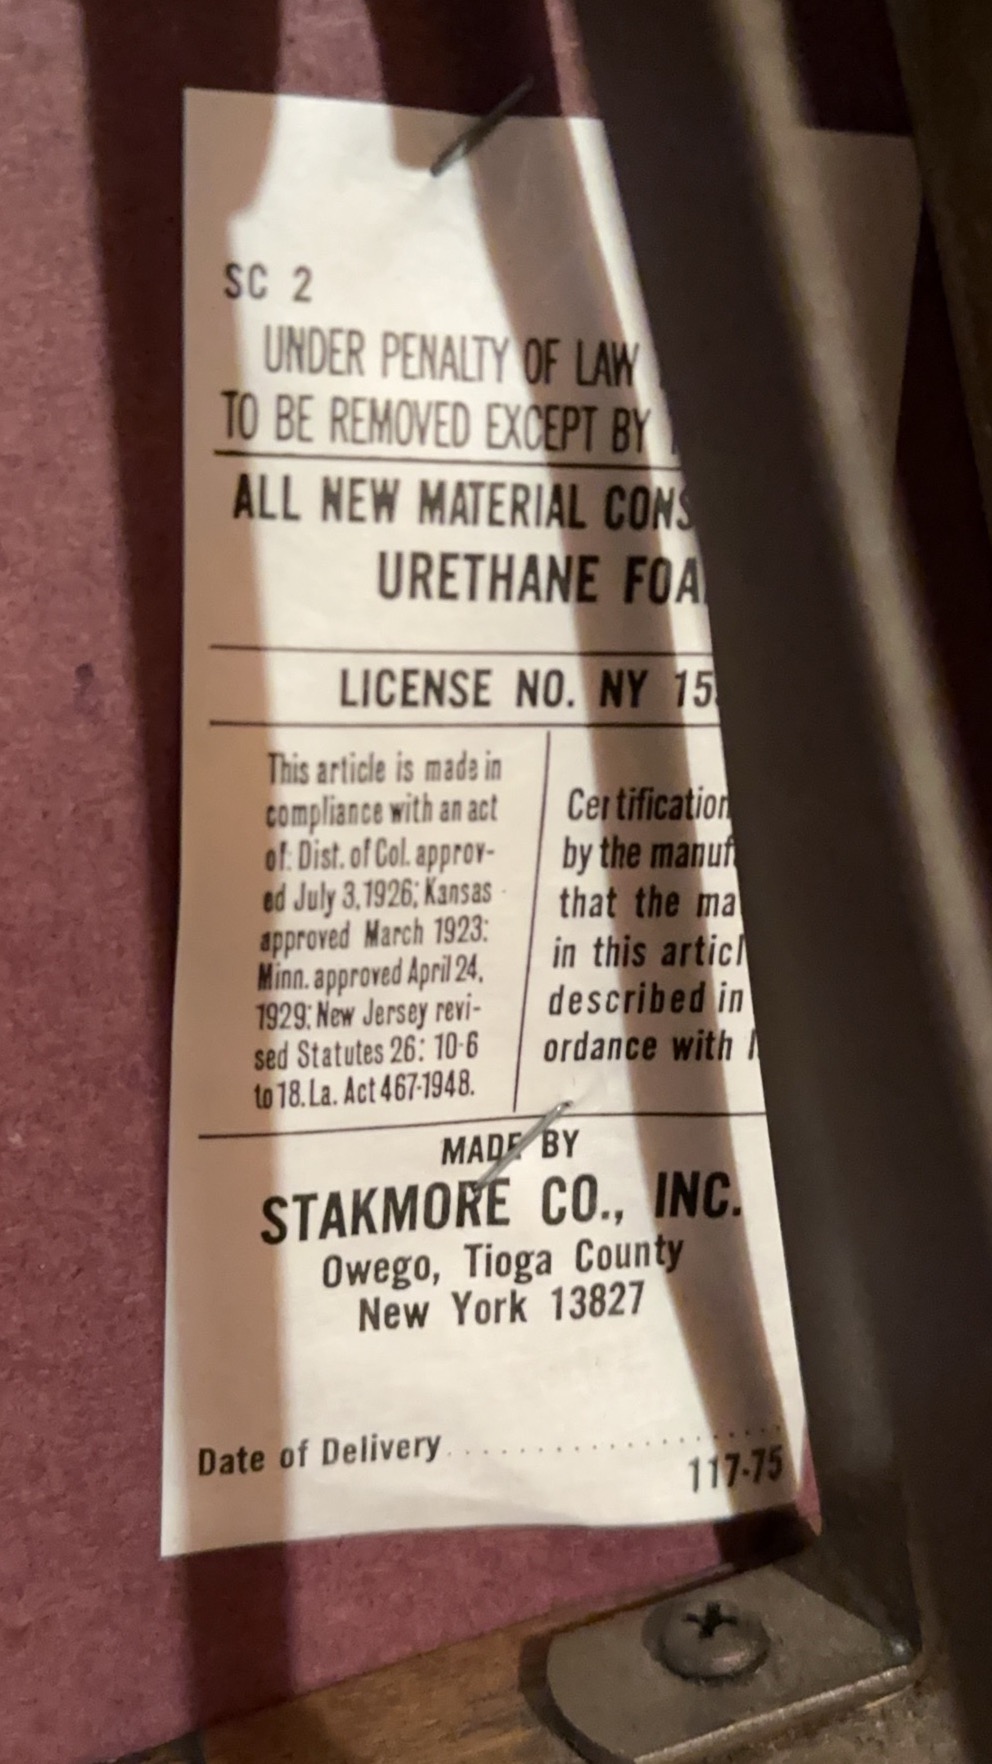 SC 2
UNDER PENALTY OF LAW
TO BE REMOVED EXCEPT BY
ALL NEW MATERIAL CONS
URETHANE FOA
LICENSE NO. NY 15
This article is made in
compliance with an act
of: Dist. of Col. approv-
ed July 3, 1926; Kansas
approved March 1923:
Minn. approved April 24,
1929: New Jersey revi-
sed Statutes 26: 10-6
to 18. La. Act 467-1948.
Certification
by the manuf
that the ma
in this articl
described in
ordance with
MADE BY
STAKMORE CO., INC.
Owego, Tioga County
New York 13827
Date of Delivery
117-75